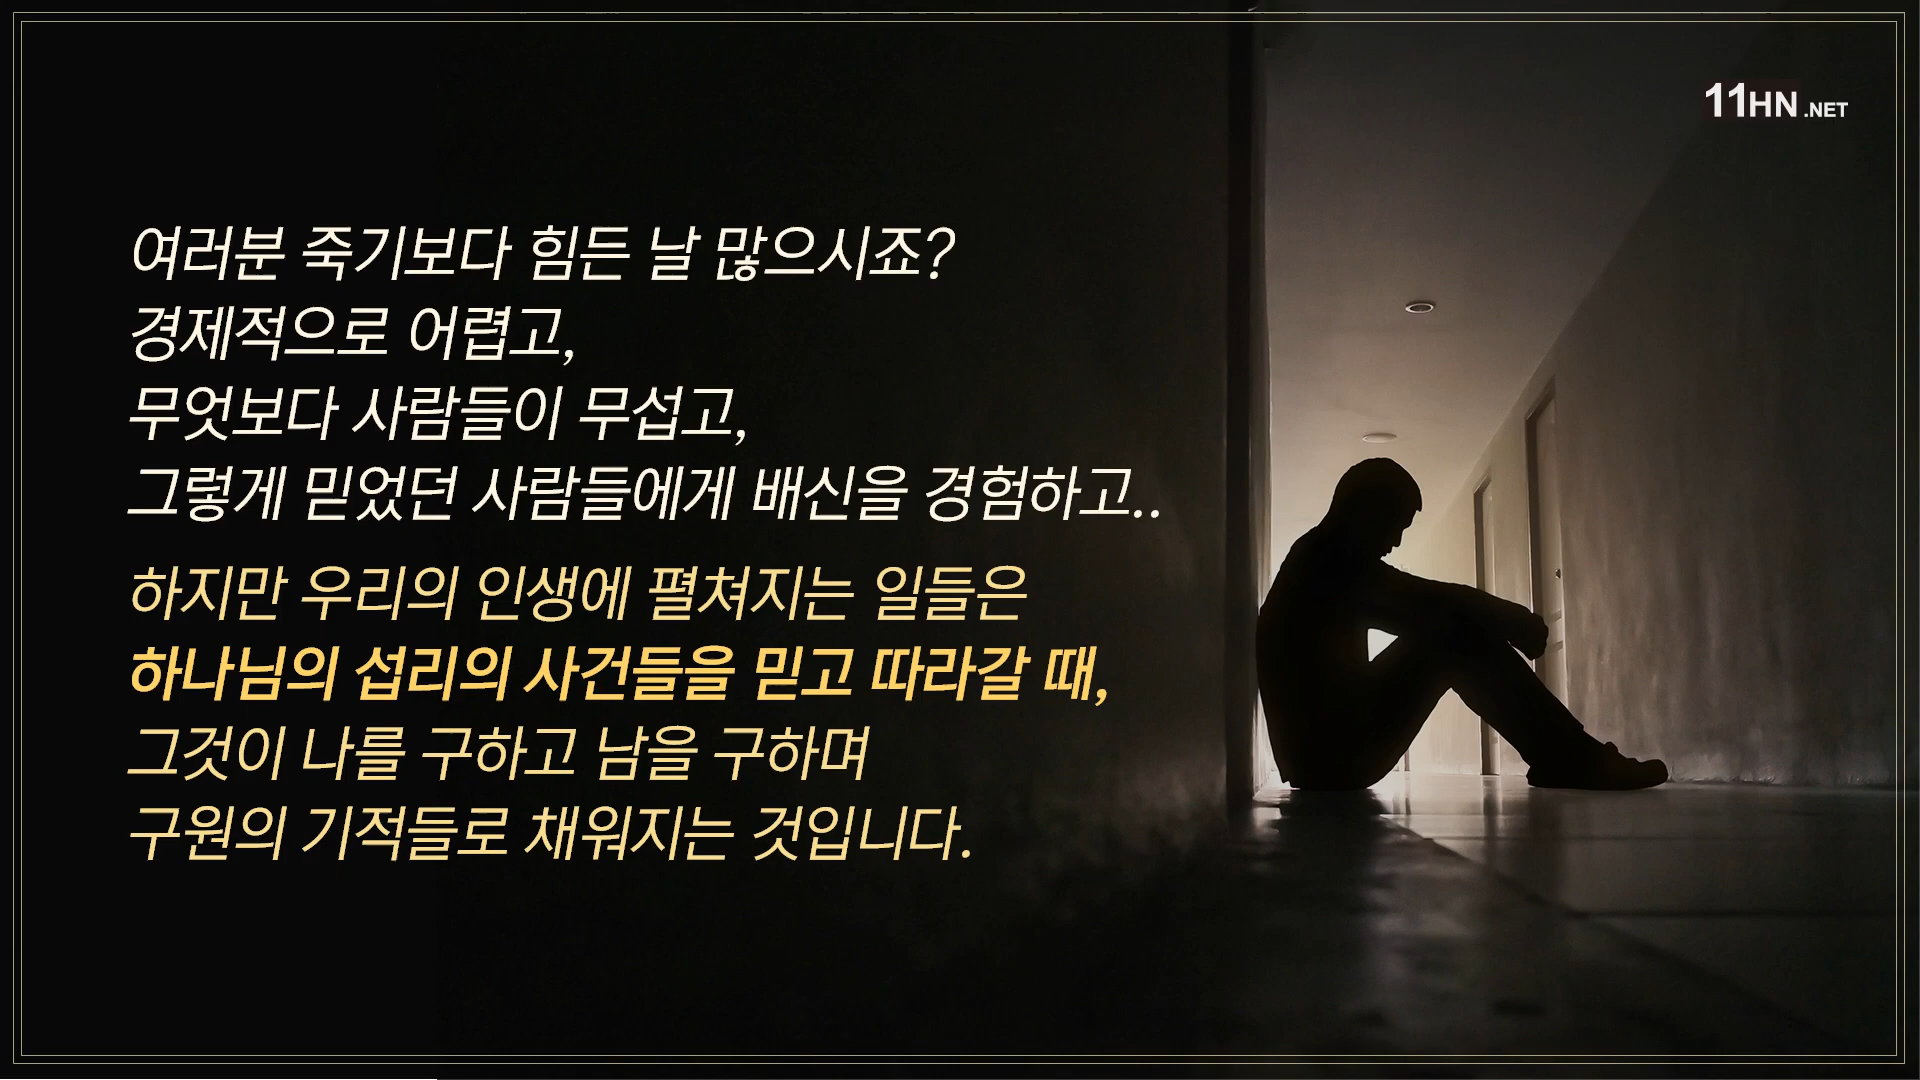 11HN.NET
여러분 죽기보다 힘든 날 많으시죠?
경제적으로 어렵고,
무엇보다 사람들이 무섭고,
그렇게 믿었던 사람들에게 배신을 경험하고..
하지만 우리의 인생에 펼쳐지는 일들은
하나님의 섭리의 사건들을 믿고 따라갈 때,
그것이 나를 구하고 남을 구하며
구원의 기적들로 채워지는 것입니다.